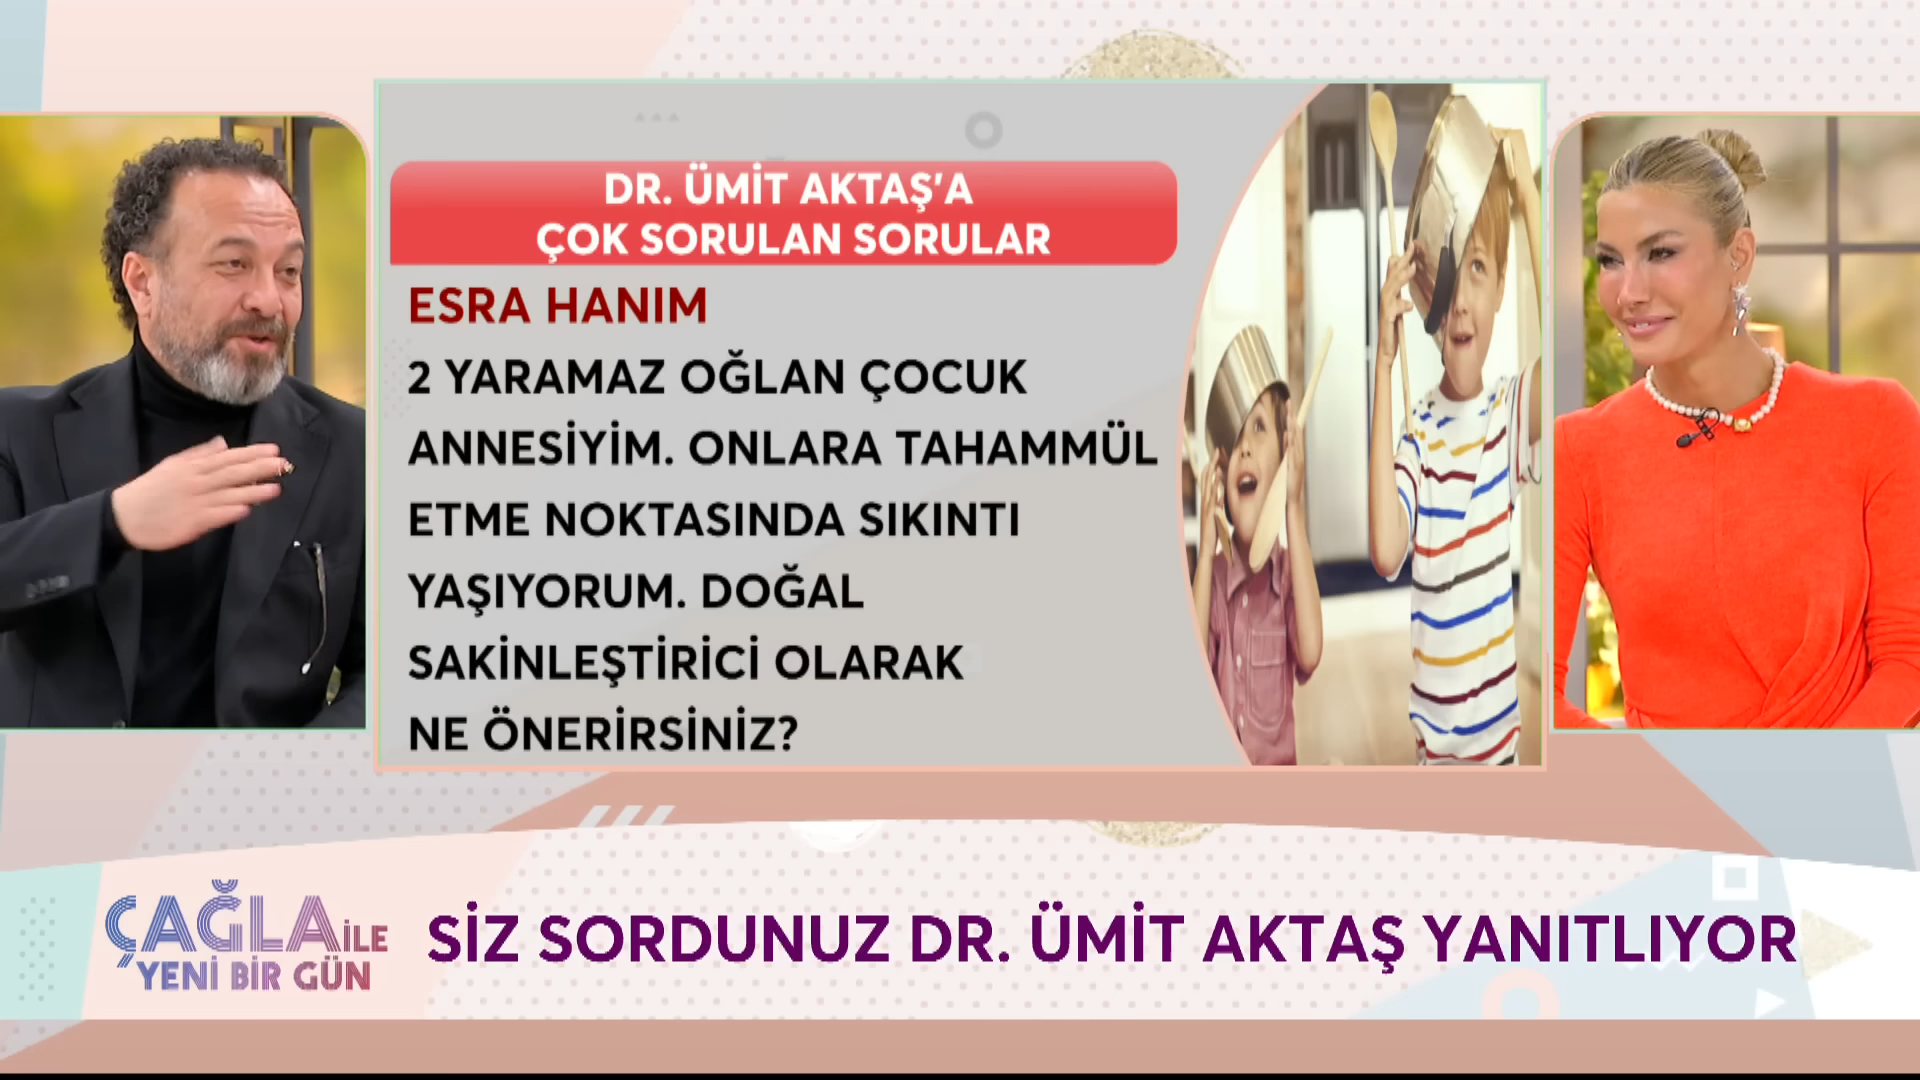 DR. ÜMİT AKTAŞ'A
ÇOK SORULAN SORULAR
ESRA HANIM
2 YARAMAZ OĞLAN ÇOCUK
ANNESİYİM. ONLARA TAHAMMÜL
ETME NOKTASINDA SIKINTI
YAŞIYORUM. DOĞAL
SAKİNLEŞTİRİCİ OLARAK
NE ÖNERİRSİNİZ?
ÇAĞLA İLE
YENİ BİR GÜN
SİZ SORDUNUZ DR. ÜMİT AKTAŞ YANITLIYOR